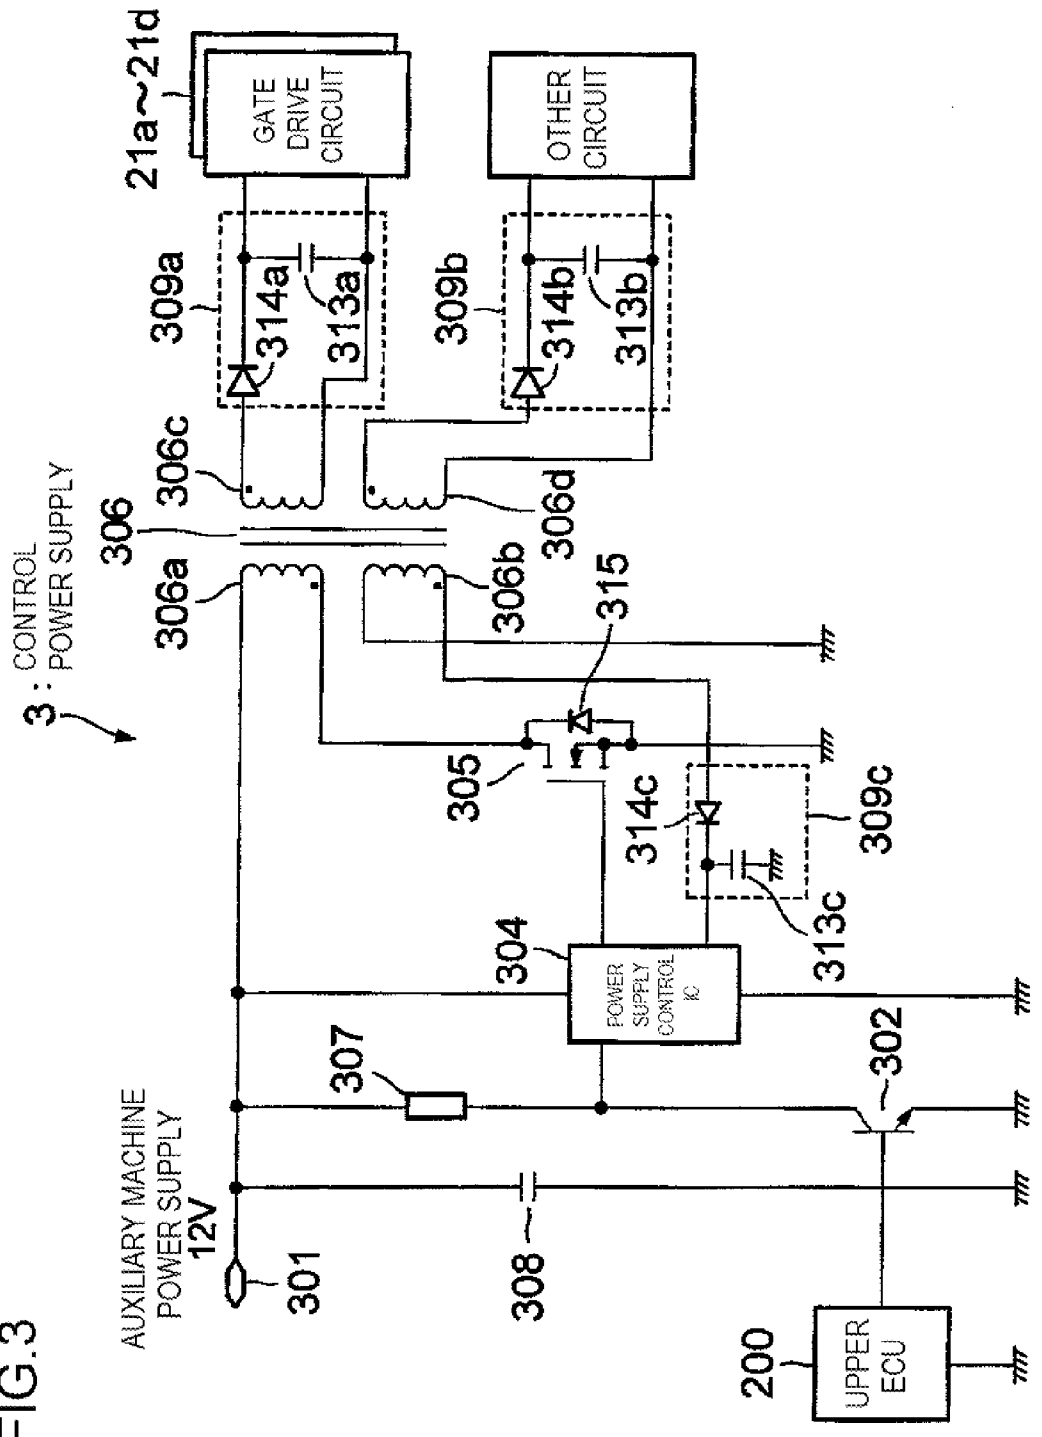 FIG.3
3 : CONTROL
POWER SUPPLY
AUXILIARY MACHINE
POWER SUPPLY
12V
301
308
307
304
POWER
SUPPLY
CONTROL
IC
302
200
UPPER
ECU
305
315
314c
313c
309c
306
306a
306b
306c
306d
309a
314a
313a
21a~21d
GATE
DRIVE
CIRCUIT
309b
314b
313b
OTHER
CIRCUIT